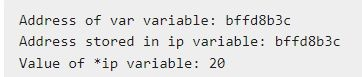 Address of var variable: bffd8b3c
Address stored in ip variable: bffd8b3c
Value of *ip variable: 20